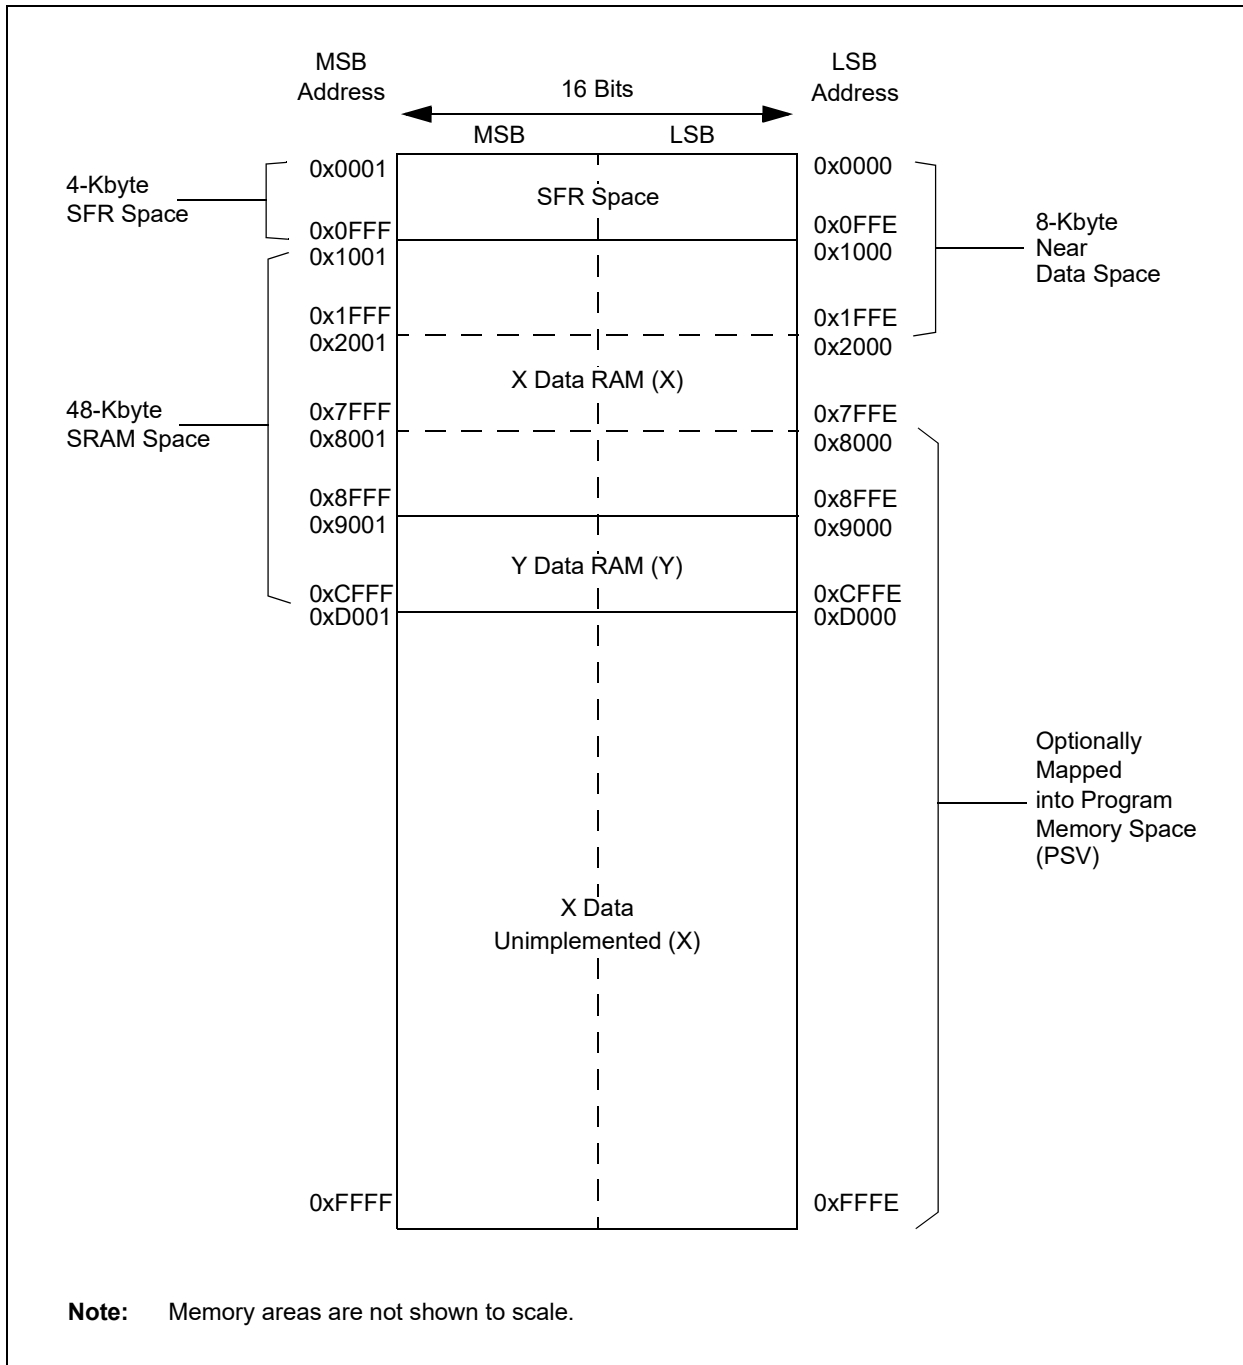 MSB
Address
LSB
Address
16 Bits
MSB
LSB
0x0001
0x0000
4-Kbyte
SFR Space
SFR Space
0x0FFF
0x0FFE
0x1001
0x1000
8-Kbyte
Near
Data Space
0x1FFF
0x1FFE
0x2001
0x2000
X Data RAM (X)
48-Kbyte
SRAM Space
0x7FFF
0x7FFE
0x8001
0x8000
0x8FFF
0x8FFE
0x9001
0x9000
Y Data RAM (Y)
0xCFFF
0xCFFE
0xD001
0xD000
Optionally
Mapped
into Program
Memory Space
(PSV)
X Data
Unimplemented (X)
0xFFFF
0xFFFE
Note: Memory areas are not shown to scale.